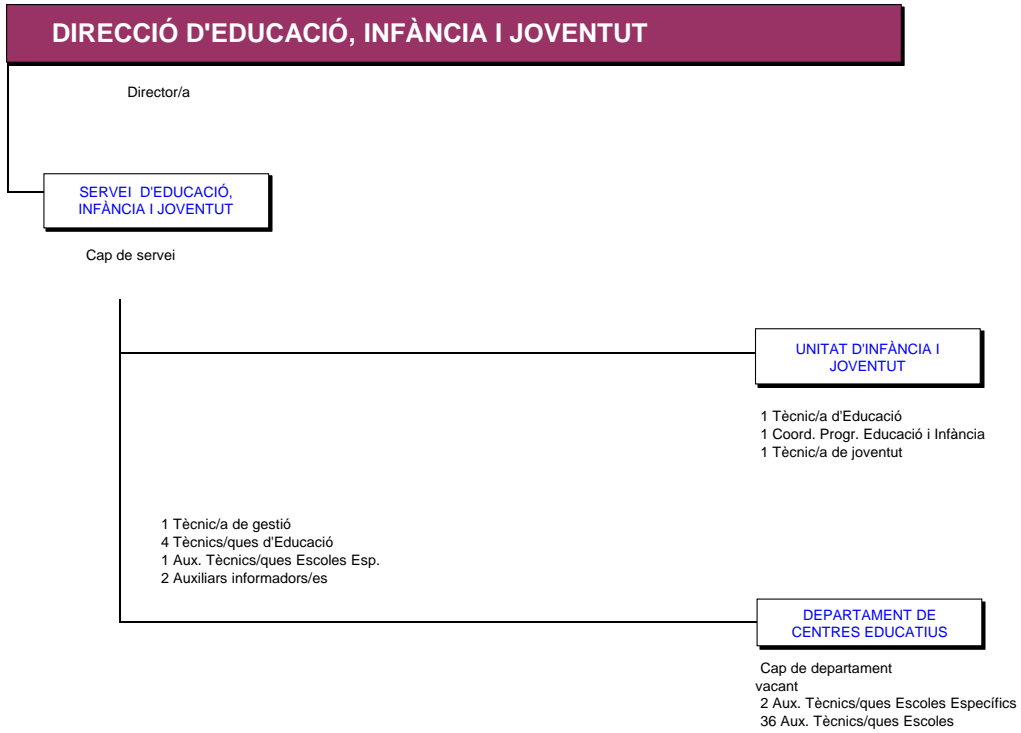 DIRECCIÓ D'EDUCACIÓ, INFÀNCIA I JOVENTUT
Director/a
SERVEI D'EDUCACIÓ,
INFÀNCIA I JOVENTUT
Cap de servei
UNITAT D'INFÀNCIA I
JOVENTUT
1 Tècnic/a d'Educació
1 Coord. Progr. Educació i Infància
1 Tècnic/a de joventut
1 Tècnic/a de gestió
4 Tècnics/ques d'Educació
1 Aux. Tècnics/ques Escoles Esp.
2 Auxiliars informadors/es
DEPARTAMENT DE
CENTRES EDUCATIUS
Cap de departament
vacant
2 Aux. Tècnics/ques Escoles Específics
36 Aux. Tècnics/ques Escoles